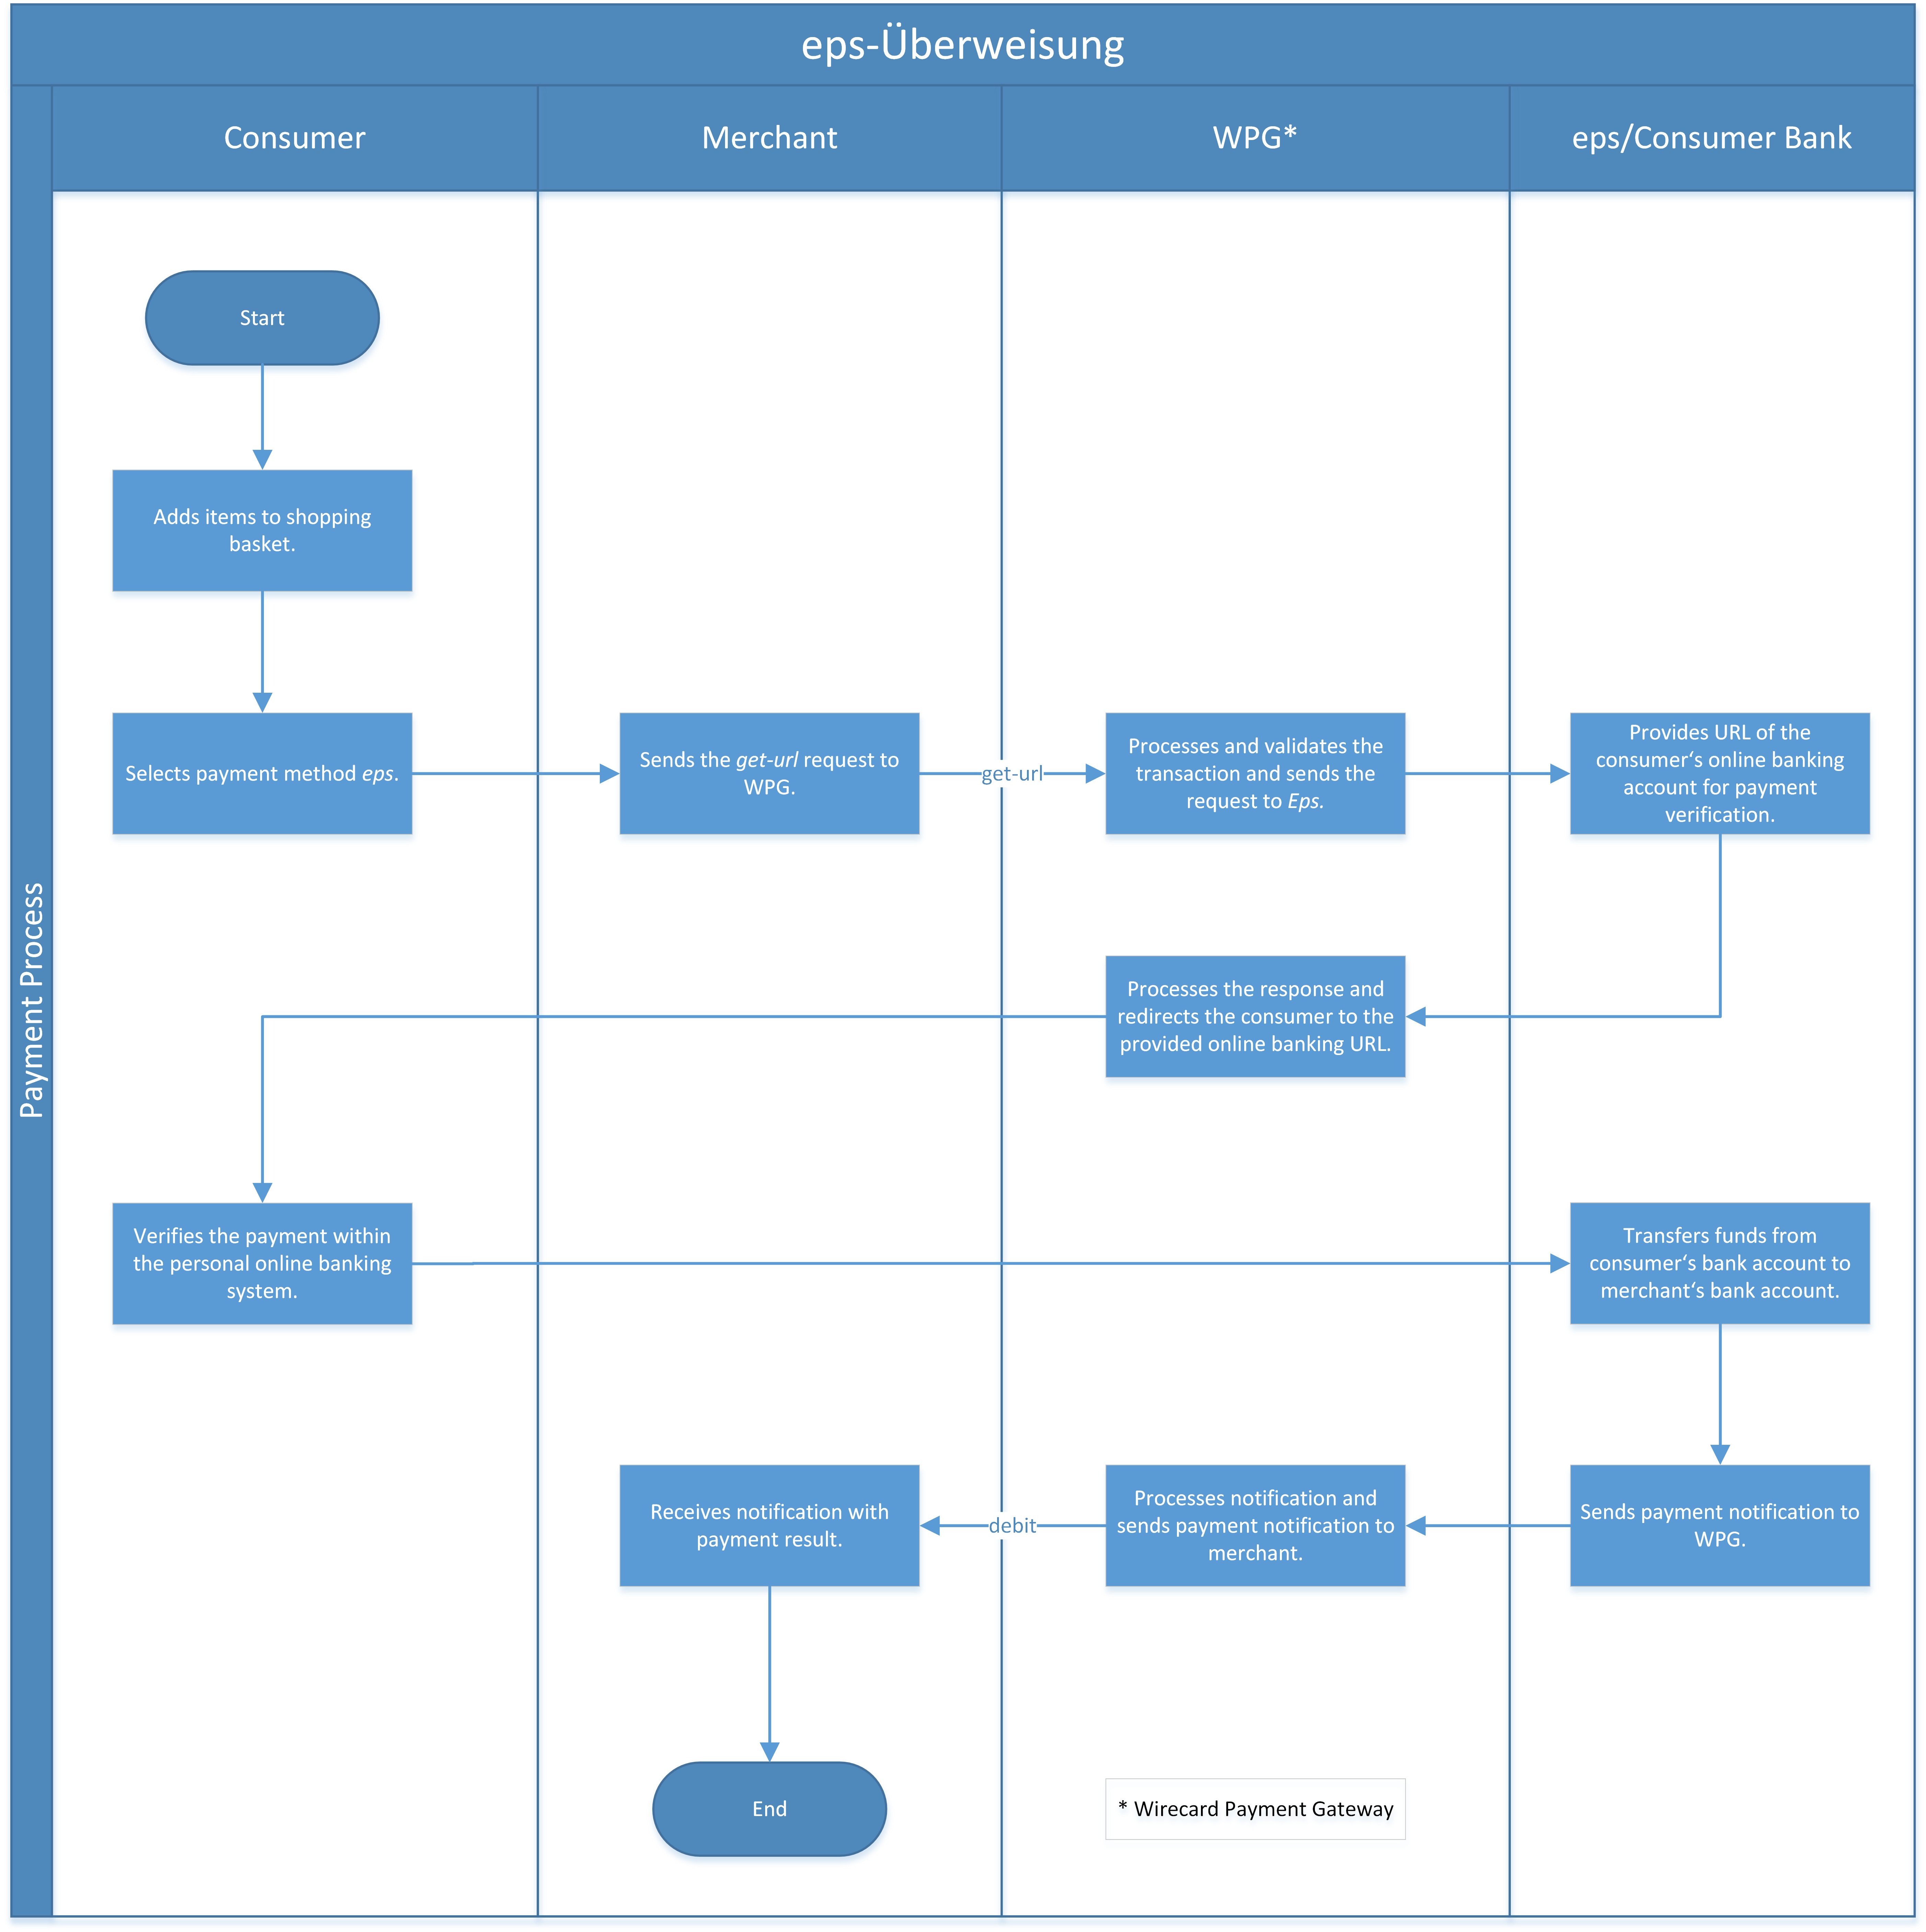 eps-Überweisung
Payment Process
Consumer
Merchant
WPG*
eps/Consumer Bank
Start
Adds items to shopping
basket.
Selects payment method eps.
Sends the get-url request to
WPG.
get-url
Processes and validates the
transaction and sends the
request to Eps.
Provides URL of the
consumer‘s online banking
account for payment
verification.
Processes the response and
redirects the consumer to the
provided online banking URL.
Verifies the payment within
the personal online banking
system.
Transfers funds from
consumer‘s bank account to
merchant‘s bank account.
Sends payment notification to
WPG.
Processes notification and
sends payment notification to
merchant.
debit
Receives notification with
payment result.
End
* Wirecard Payment Gateway